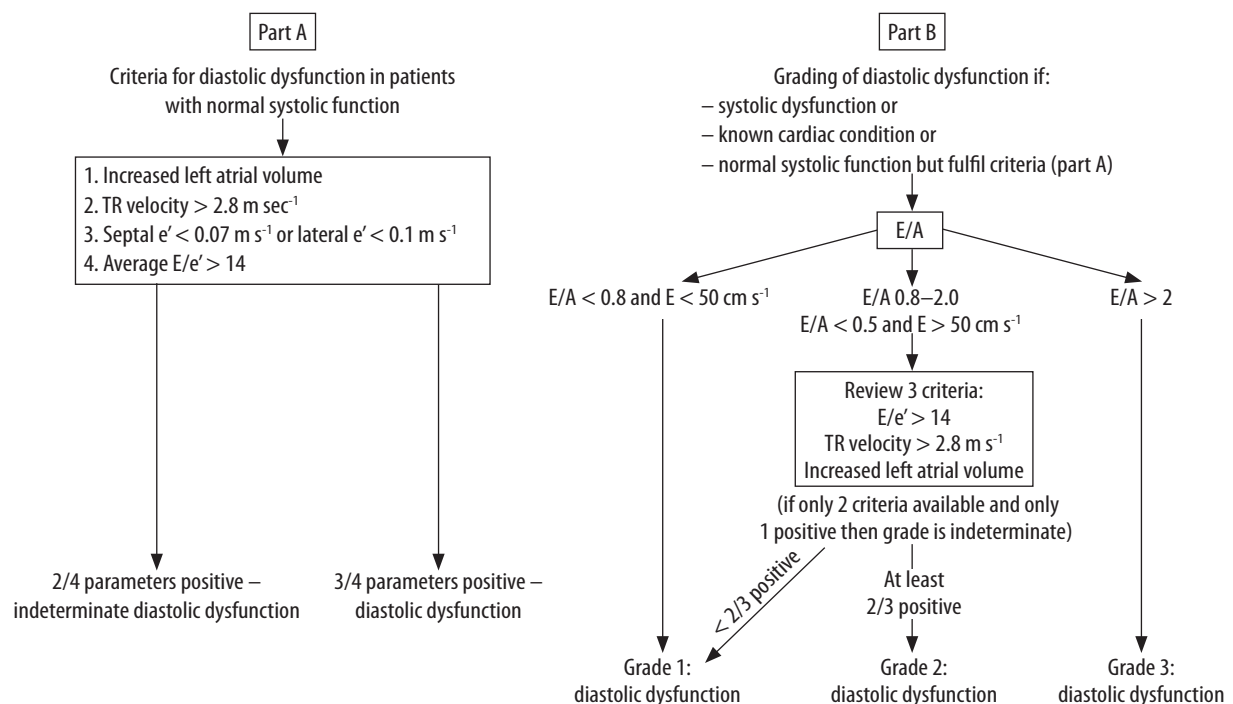 Part A
Criteria for diastolic dysfunction in patients
with normal systolic function
1. Increased left atrial volume
2. TR velocity > 2.8 m sec⁻¹
3. Septal e′ < 0.07 m s⁻¹ or lateral e′ < 0.1 m s⁻¹
4. Average E/e′ > 14
2/4 parameters positive –
indeterminate diastolic dysfunction
3/4 parameters positive –
diastolic dysfunction
Part B
Grading of diastolic dysfunction if:
– systolic dysfunction or
– known cardiac condition or
– normal systolic function but fulfil criteria (part A)
E/A
E/A < 0.8 and E < 50 cm s⁻¹
E/A 0.8–2.0
E/A < 0.5 and E > 50 cm s⁻¹
E/A > 2
Review 3 criteria:
E/e′ > 14
TR velocity > 2.8 m s⁻¹
Increased left atrial volume
(if only 2 criteria available and only
1 positive then grade is indeterminate)
< 2/3 positive
At least
2/3 positive
Grade 1:
diastolic dysfunction
Grade 2:
diastolic dysfunction
Grade 3:
diastolic dysfunction